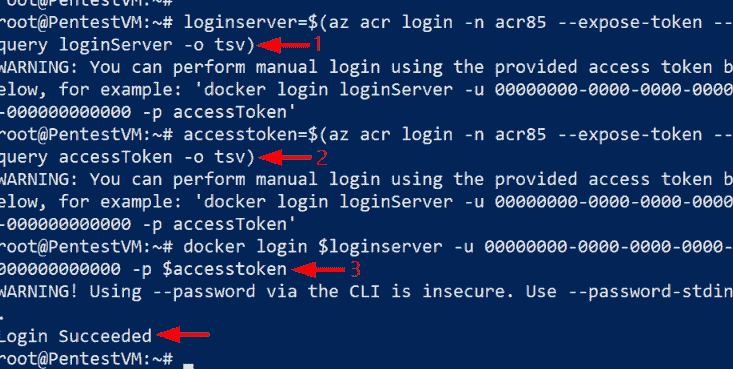 root@PentestVM:~#
root@PentestVM:~# loginserver=$(az acr login -n acr85 --expose-token --
query loginServer -o tsv) 1
WARNING: You can perform manual login using the provided access token b
elow, for example: 'docker login loginServer -u 00000000-0000-0000-0000
-000000000000 -p accessToken'
root@PentestVM:~# accesstoken=$(az acr login -n acr85 --expose-token --
query accessToken -o tsv) 2
WARNING: You can perform manual login using the provided access token b
elow, for example: 'docker login loginServer -u 00000000-0000-0000-0000
-000000000000 -p accessToken'
root@PentestVM:~# docker login $loginserver -u 00000000-0000-0000-0000-
000000000000 -p $accesstoken 3
WARNING! Using --password via the CLI is insecure. Use --password-stdin
.
Login Succeeded
root@PentestVM:~#